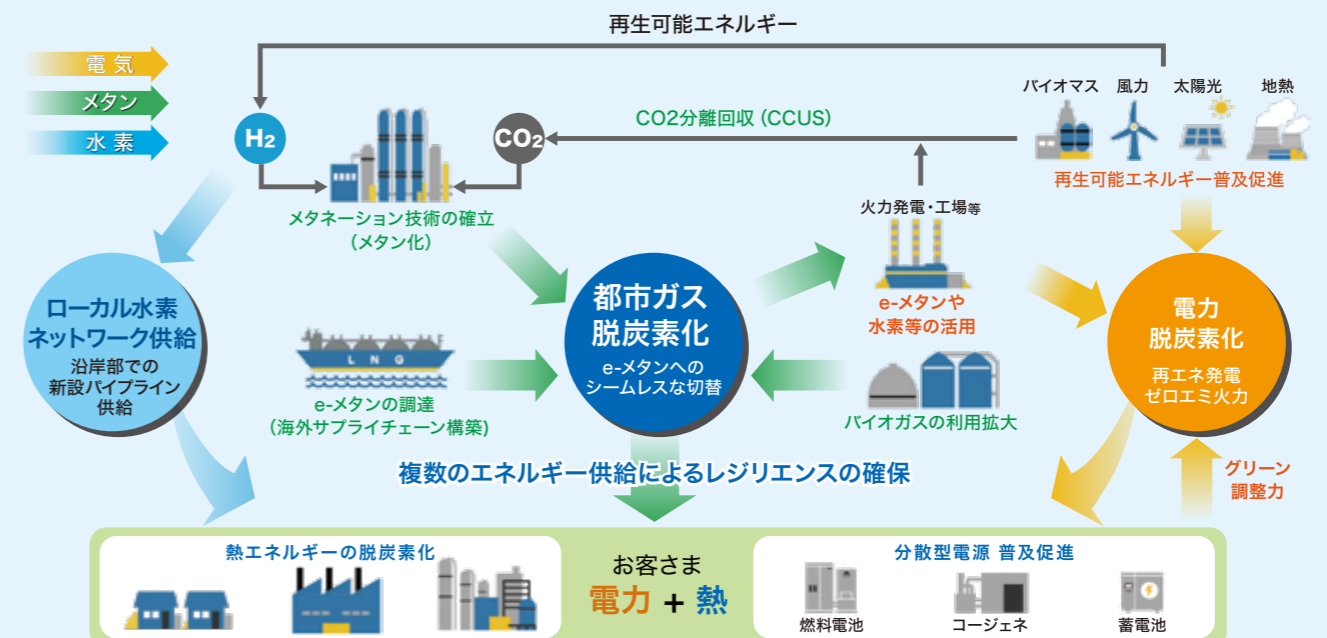 再生可能エネルギー
電気
メタン
水素
H2
CO2
CO2分離回収(CCUS)
バイオマス
風力
太陽光
地熱
再生可能エネルギー普及促進
メタネーション技術の確立
(メタン化)
火力発電・工場等
e-メタンや
水素等の活用
ローカル水素
ネットワーク供給
沿岸部での
新設パイプライン
供給
LNG
e-メタンの調達
(海外サプライチェーン構築)
都市ガス
脱炭素化
e-メタンへの
シームレスな切替
バイオガスの利用拡大
電力
脱炭素化
再エネ発電
ゼロエミ火力
グリーン
調整力
複数のエネルギー供給によるレジリエンスの確保
熱エネルギーの脱炭素化
お客さま
電力 + 熱
分散型電源 普及促進
燃料電池
コージェネ
蓄電池